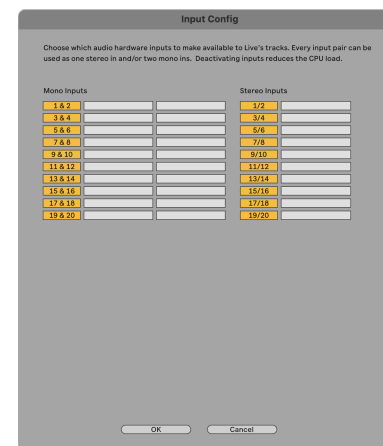 Input Config
Choose which audio hardware inputs to make available to Live's tracks. Every input pair can be
used as one stereo in and/or two mono ins. Deactivating inputs reduces the CPU load.
Mono Inputs Stereo Inputs
1 & 2 1/2
3 & 4 3/4
5 & 6 5/6
7 & 8 7/8
9 & 10 9/10
11 & 12 11/12
13 & 14 13/14
15 & 16 15/16
17 & 18 17/18
19 & 20 19/20
OK Cancel